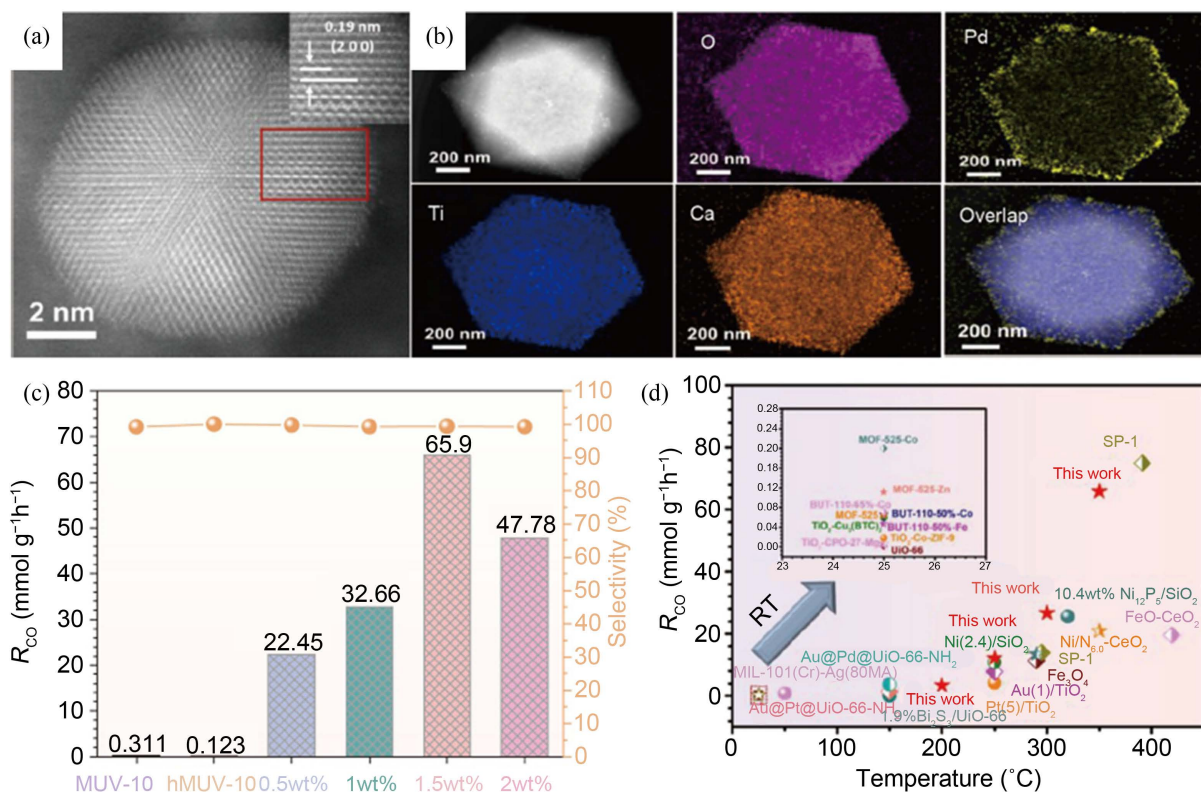 (a)
0.19 nm
(2 0 0)
2 nm
(b)
200 nm
O
200 nm
Pd
200 nm
Ti
200 nm
Ca
200 nm
Overlap
200 nm
(c)
80
70
60
50
40
30
20
10
0
R_CO (mmol g⁻¹h⁻¹)
0.311
0.123
22.45
32.66
65.9
47.78
MUV-10 hMUV-10 0.5wt% 1wt% 1.5wt% 2wt%
110
100
90
80
70
60
50
40
30
20
10
0
Selectivity (%)
(d)
100
80
60
40
20
0
R_CO (mmol g⁻¹h⁻¹)
0.28
0.24
0.20
0.16
0.12
0.08
0.04
0.00
23 24 25 26 27
MOF-525-Co
MOF-525-Zn
BUT-110-65%-Co
MOF-525 BUT-110-50%-Co
TiO₂-Cu₃(BTC)₂ BUT-110-50%-Fe
TiO₂-Co-ZIF-9
TiO₂-CPO-27-Mg
UiO-66
RT
SP-1
This work
This work
10.4wt% Ni₁₂P₅/SiO₂
This work
FeO-CeO₂
Ni(2.4)/SiO₂
Ni/N₆.₀-CeO₂
Au@Pd@UiO-66-NH₂
SP-1
MIL-101(Cr)-Ag(80MA)
Fe₃O₄
Au(1)/TiO₂
Au@Pt@UiO-66-NH
This work
Pt(5)/TiO₂
1.9%Bi₂S₃/UiO-66
0 100 200 300 400
Temperature (˚C)